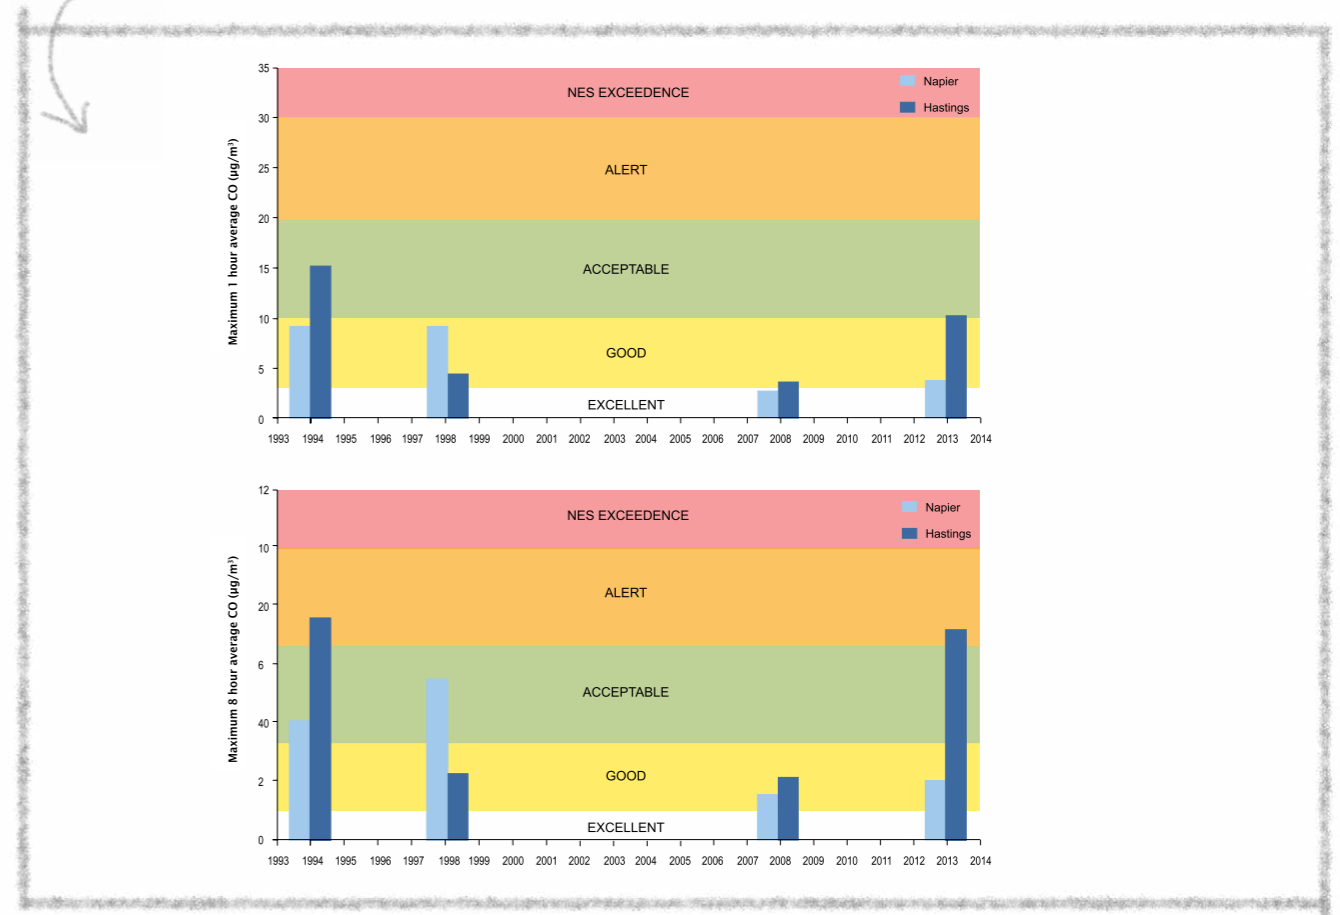 35
NES EXCEEDENCE
Napier
Hastings
30
ALERT
25
20
ACCEPTABLE
15
10
GOOD
5
EXCELLENT
0
Maximum 1 hour average CO (µg/m³)
1993 1994 1995 1996 1997 1998 1999 2000 2001 2002 2003 2004 2005 2006 2007 2008 2009 2010 2011 2012 2013 2014
12
NES EXCEEDENCE
Napier
Hastings
10
ALERT
20
6
ACCEPTABLE
40
GOOD
2
EXCELLENT
0
Maximum 8 hour average CO (µg/m³)
1993 1994 1995 1996 1997 1998 1999 2000 2001 2002 2003 2004 2005 2006 2007 2008 2009 2010 2011 2012 2013 2014